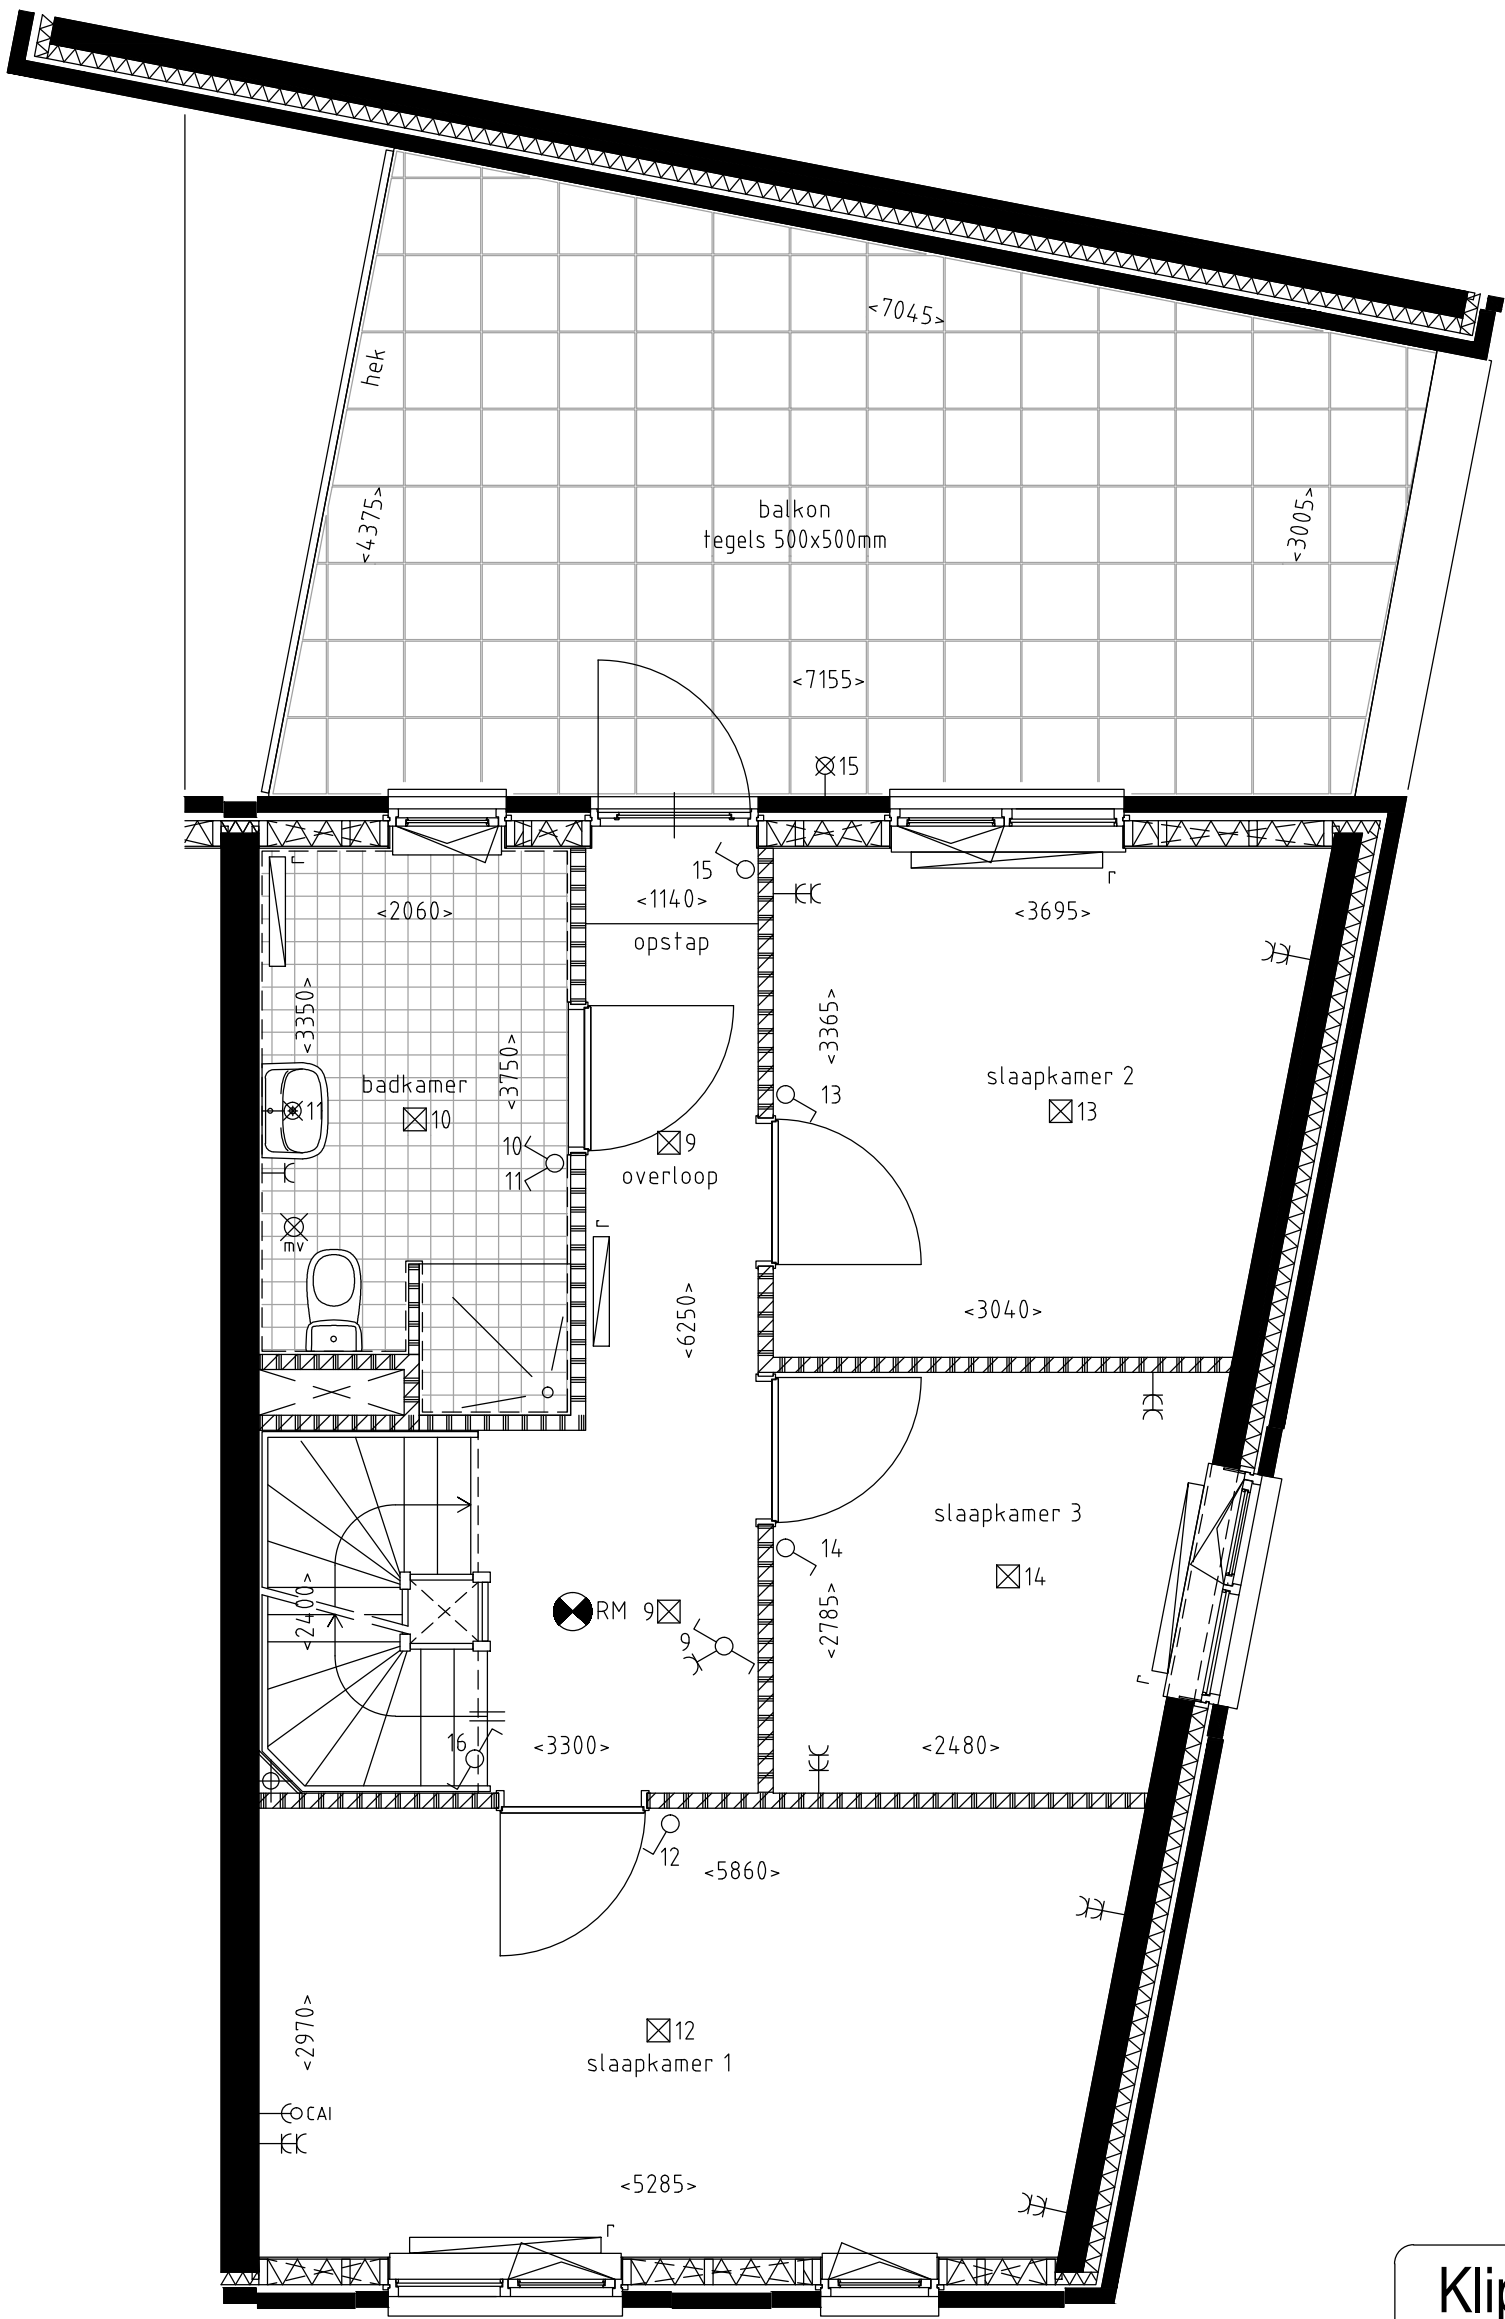 <7045>
hek
<4375>
balkon
tegels 500x500mm
<3005>
<7155>
15
r
15
<2060>
<1140>
opstap
<3695>
r
<3350>
<3750>
<3365>
badkamer
11
10
slaapkamer 2
13
13
10
11
9
overloop
mv
r
<6250>
<3040>
slaapkamer 3
14
14
<2400>
RM 9
9
<2785>
r
16
<3300>
<2480>
12
<5860>
<2970>
12
slaapkamer 1
CAI
<5285>
r